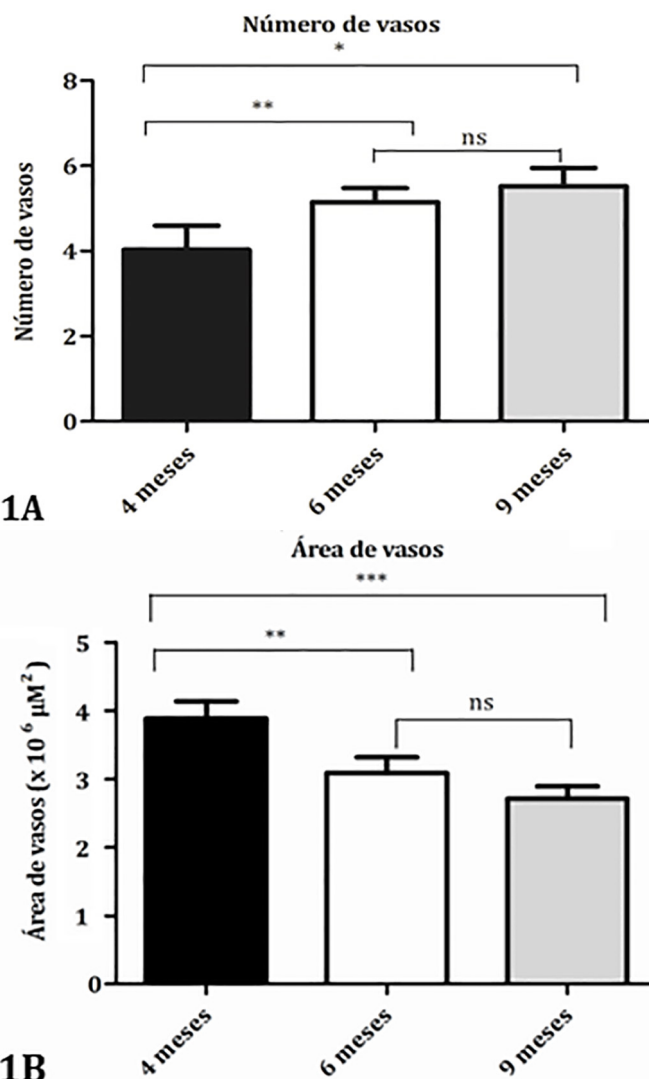 Número de vasos
*
8
**
ns
6
Número de vasos
4
2
0
4 meses
6 meses
9 meses
1A
Área de vasos
***
5
**
ns
4
Área de vasos (x 10⁶ µM²)
3
2
1
0
4 meses
6 meses
9 meses
1B